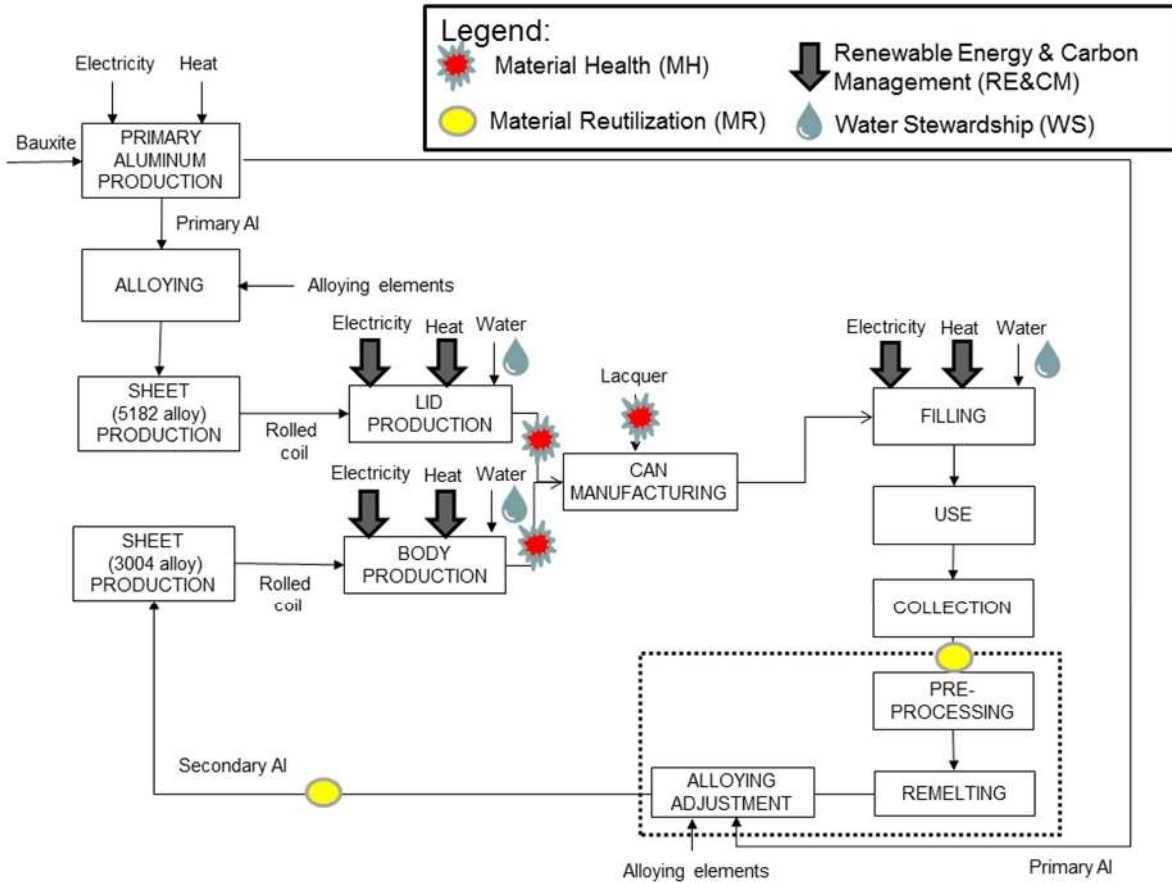 Legend:
Material Health (MH)
Renewable Energy & Carbon
Management (RE&CM)
Material Reutilization (MR)
Water Stewardship (WS)
Electricity
Heat
Bauxite
PRIMARY
ALUMINUM
PRODUCTION
Primary Al
ALLOYING
Alloying elements
Electricity
Heat
Water
Electricity
Heat
Water
Lacquer
SHEET
(5182 alloy)
PRODUCTION
Rolled
coil
LID
PRODUCTION
FILLING
Electricity
Heat
Water
CAN
MANUFACTURING
USE
SHEET
(3004 alloy)
PRODUCTION
Rolled
coil
BODY
PRODUCTION
COLLECTION
PRE-
PROCESSING
Secondary Al
ALLOYING
ADJUSTMENT
REMELTING
Alloying elements
Primary Al